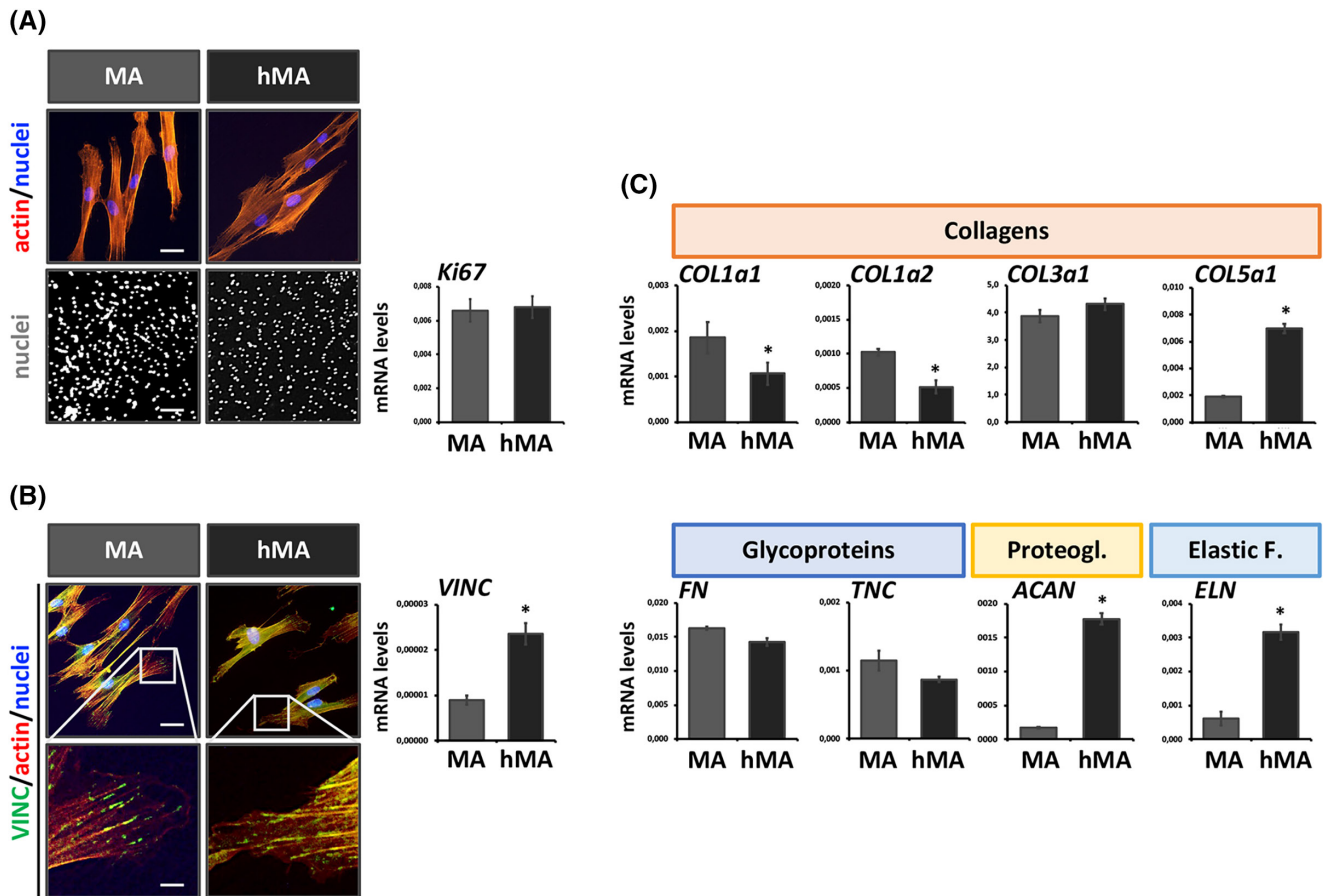 (A)
MA
hMA
actin/nuclei
nuclei
Ki67
mRNA levels
0,008
0,006
0,004
0,002
0,000
MA
hMA
(B)
MA
hMA
VINC/actin/nuclei
VINC
*
mRNA levels
0,00003
0,00002
0,00001
0,00000
MA
hMA
(C)
Collagens
COL1a1
mRNA levels
0,003
0,002
0,001
0,000
*
MA
hMA
COL1a2
0,0020
0,0015
0,0010
0,0005
0,0000
*
MA
hMA
COL3a1
5,0
4,0
3,0
2,0
1,0
0,0
MA
hMA
COL5a1
0,010
0,008
0,006
0,004
0,002
0,000
*
MA
hMA
Glycoproteins
Proteogl.
Elastic F.
FN
mRNA levels
0,020
0,015
0,010
0,005
0,000
MA
hMA
TNC
0,002
0,001
0,000
MA
hMA
ACAN
0020
0015
0010
0005
0000
*
MA
hMA
ELN
0,004
0,003
0,002
0,001
0,000
*
MA
hMA